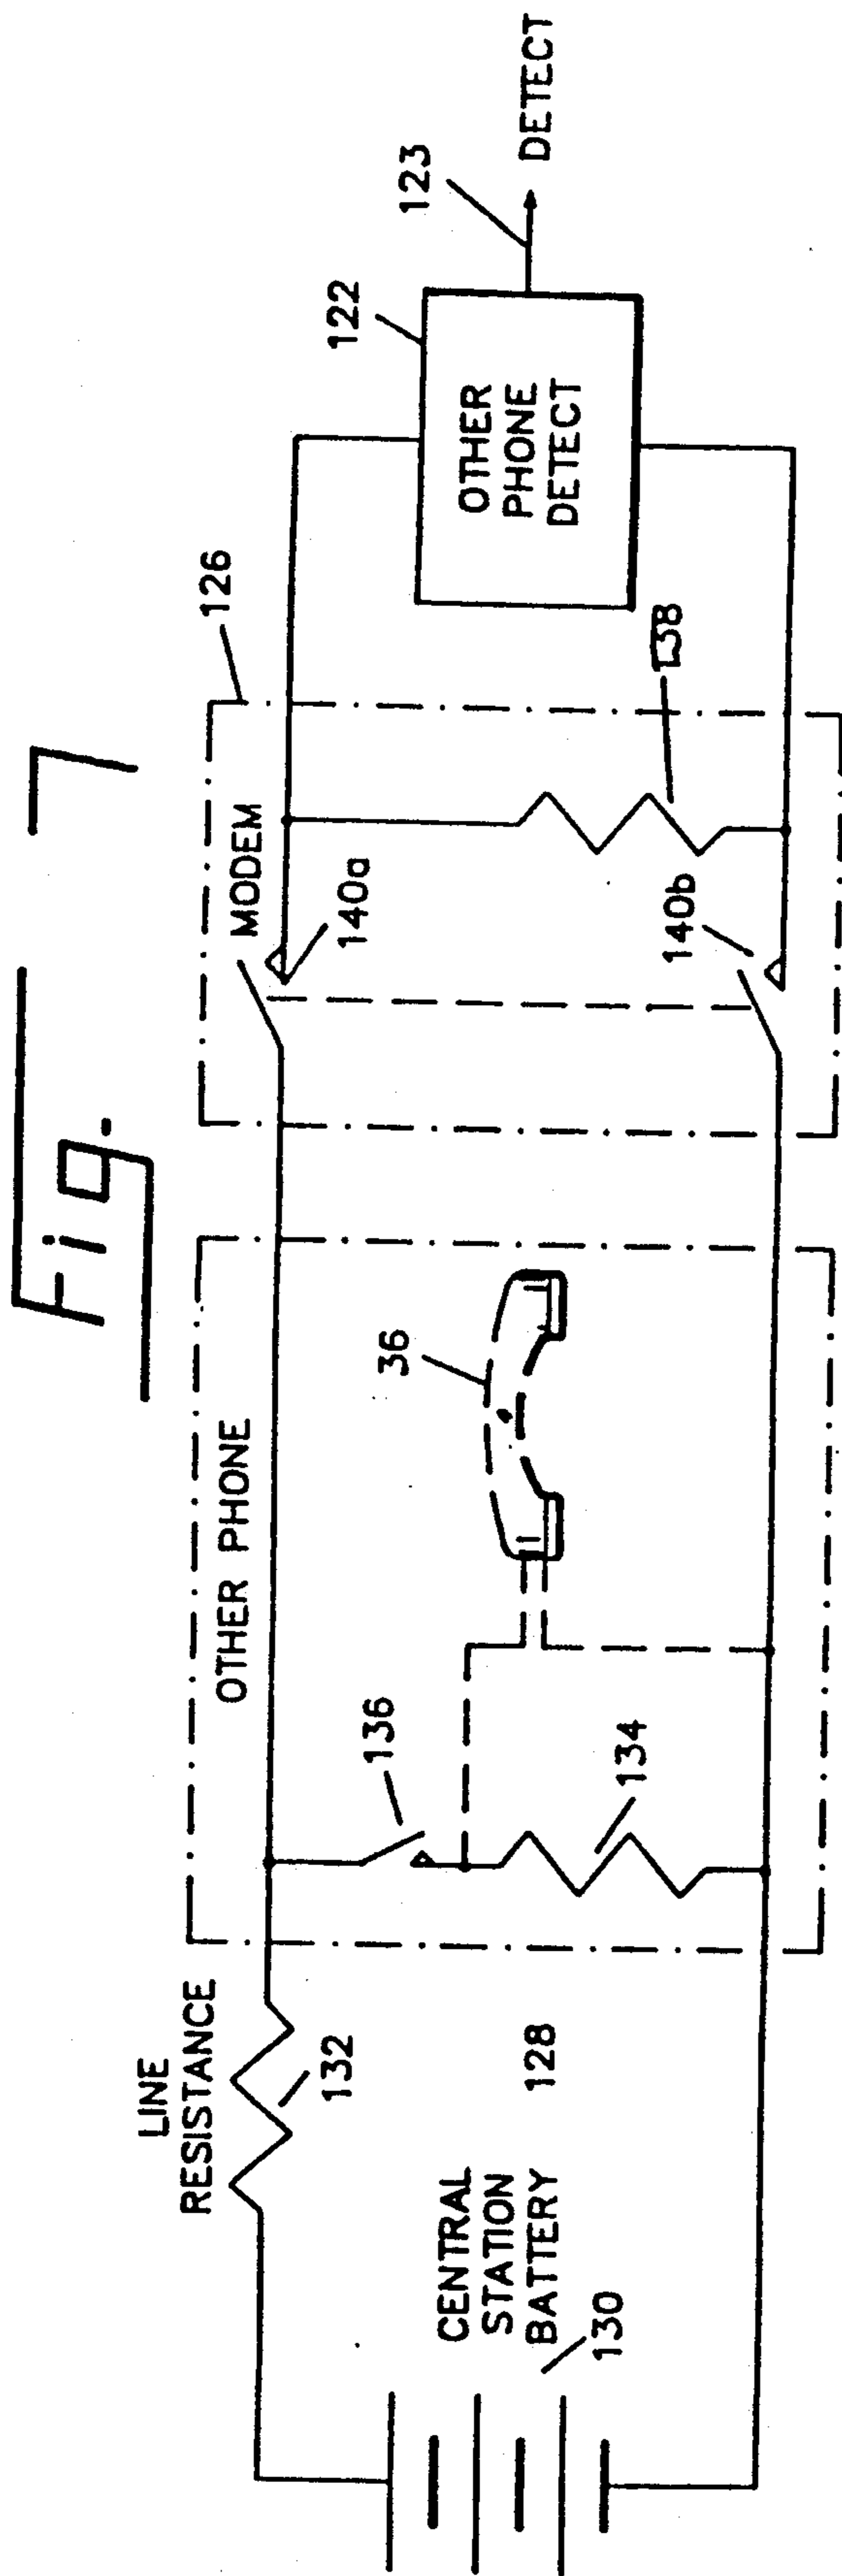 Fig. 7
LINE
RESISTANCE
132
OTHER PHONE
136
134
36
MODEM
126
140a
140b
138
122
OTHER
PHONE
DETECT
123
DETECT
CENTRAL
STATION
BATTERY
130
128